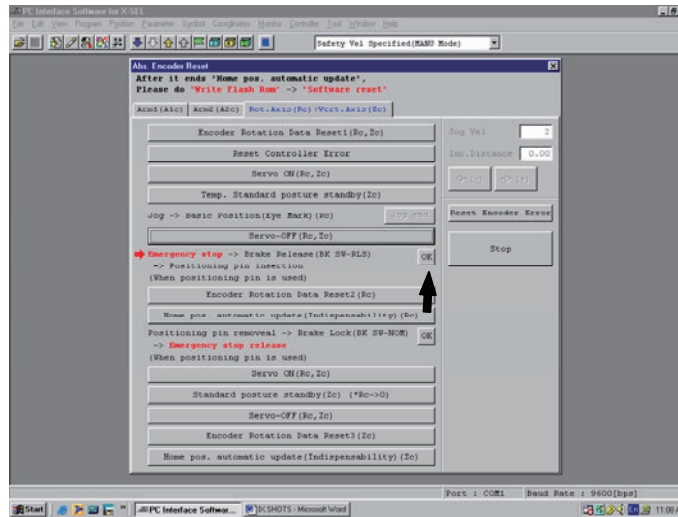 PC Interface Software for X-SEL
File Edit View Program Position Parameter Symbol Coordinates Monitor Controller Tool Window Help
Safety Vel Specified(MANU Mode)
Abs. Encoder Reset
After it ends "Home pos. automatic update",
Please do "Write Flash Rom" -> "Software reset"
Arm1(A1c) Arm2(A2c) Rot.Axis(Rc)+Vert.Axis(Zc)
Encoder Rotation Data Reset1(Rc,Zc)
Jog Vel 2
Reset Controller Error
Inc.Distance 0.00
Servo ON(Rc,Zc)
Temp. Standard posture standby(Zc)
Jog -> Basic Position(Eye Mark)(Rc) Jog end
Reset Encoder Error
Servo-OFF(Rc,Zc)
Stop
Emergency stop -> Brake Release(BK SW-RLS) OK
-> Positioning pin insertion
(When positioning pin is used)
Encoder Rotation Data Reset2(Rc)
Home pos. automatic update(Indispensability)(Rc)
Positioning pin removeal -> Brake Lock(BK SW-NOM) OK
-> Emergency stop release
(When positioning pin is used)
Servo ON(Rc,Zc)
Standard posture standby(Zc) (*Rc->0)
Servo-OFF(Rc,Zc)
Encoder Rotation Data Reset3(Zc)
Home pos. automatic update(Indispensability)(Zc)
Port : COM1 Baud Rate : 9600[bps]
Start PC Interface Softwar... IX SHOTS - Microsoft Word 11:08